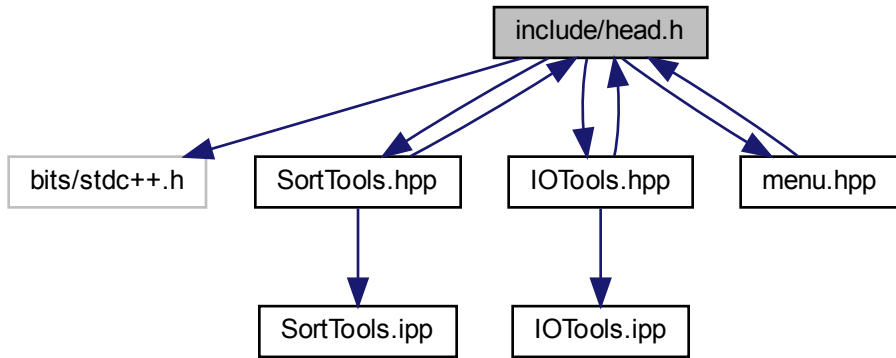 include/head.h
bits/stdc++.h
SortTools.hpp
IOTools.hpp
menu.hpp
SortTools.ipp
IOTools.ipp